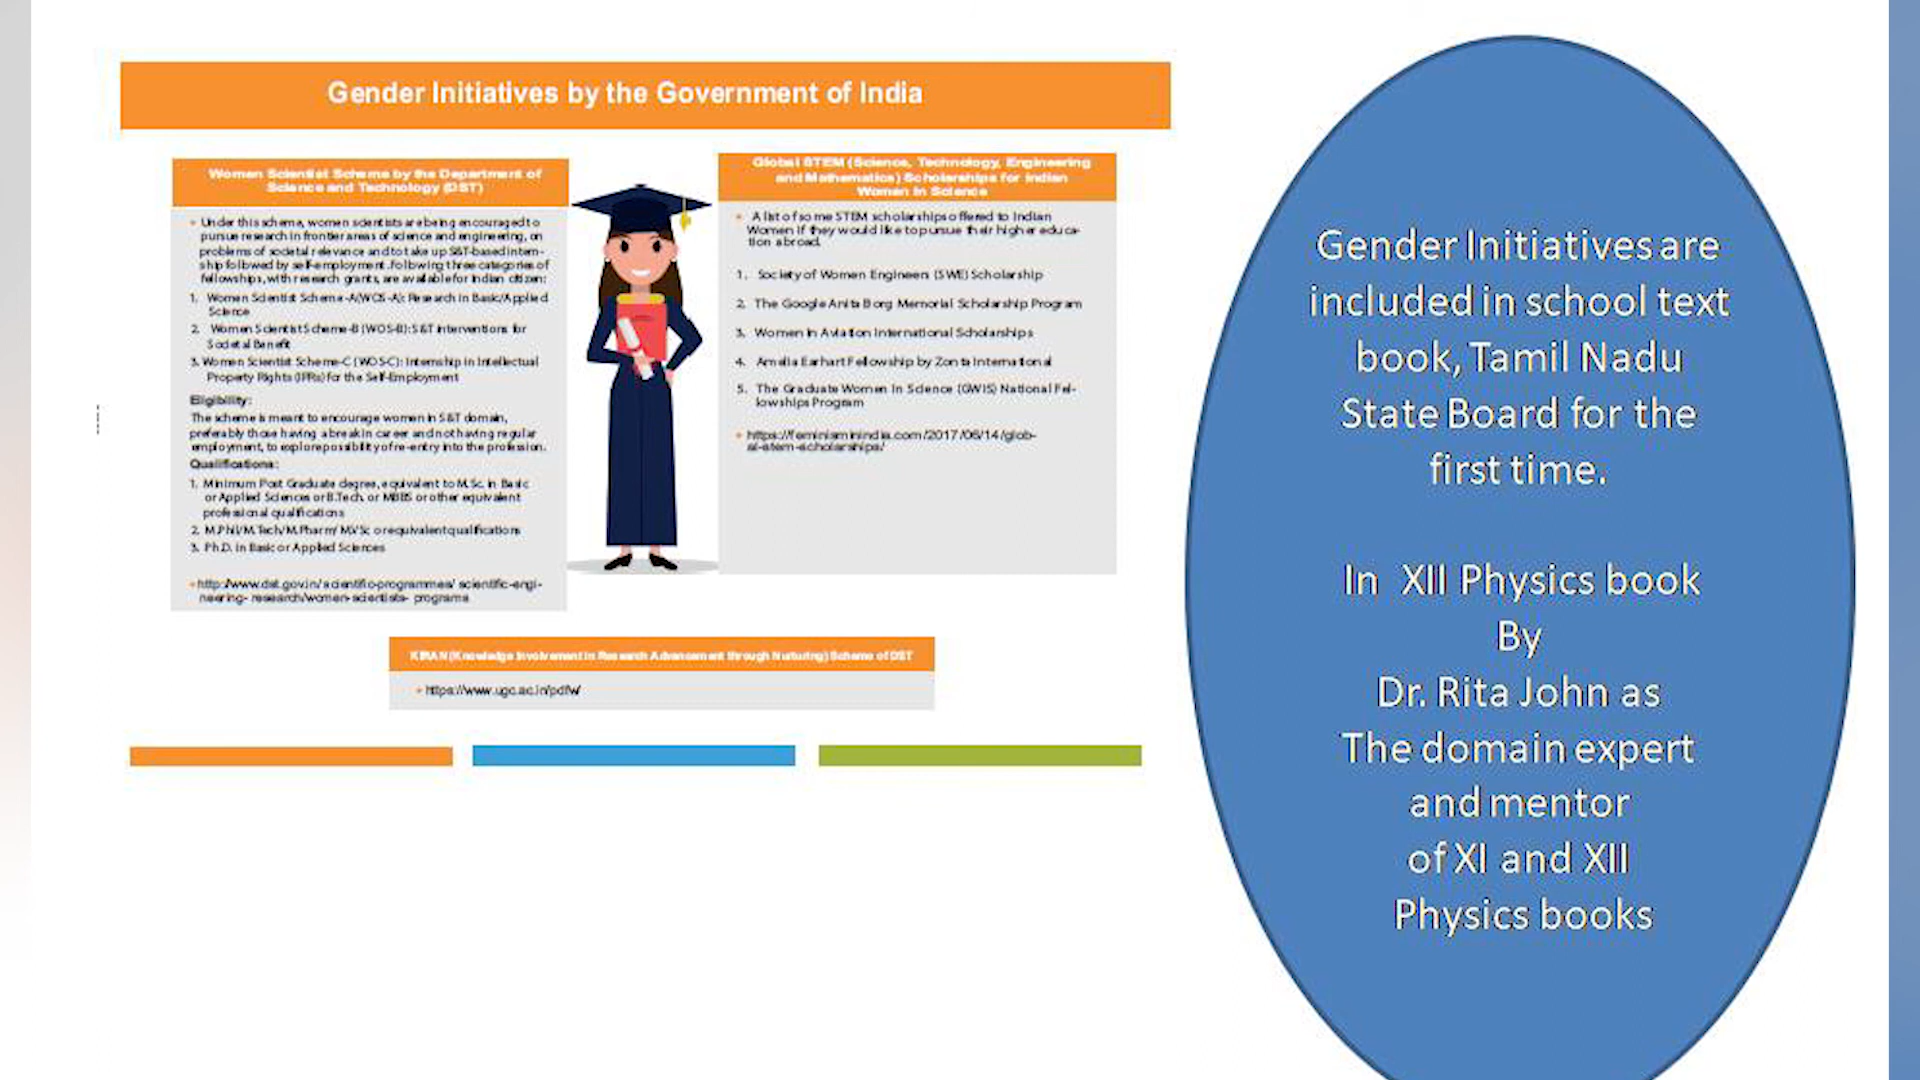 Gender Initiatives by the Government of India
Women Scientist Scheme by the Department of
Science and Technology (DST)
• Under this scheme, women scientists are being encouraged to
pursue research in frontier areas of science and engineering, on
problems of societal relevance and to take up S&T-based intern-
ship followed by self-employment. Following three categories of
fellowships, with research grants, are available for Indian citizen:
1. Women Scientist Scheme-A(WOS-A): Research in Basic/Applied
Science
2. Women Scientist Scheme-B (WOS-B): S&T interventions for
Societal Benefit
3. Women Scientist Scheme-C (WOS-C): Internship in Intellectual
Property Rights (IPRs) for the Self-Employment
Eligibility:
The scheme is meant to encourage women in S&T domain,
preferably those having a break in career and not having regular
employment, to explore possibility of re-entry into the profession.
Qualifications:
1. Minimum Post Graduate degree, equivalent to M.Sc. in Basic
or Applied Sciences or B.Tech. or MBBS or other equivalent
professional qualifications
2. M.Phil/M.Tech/M.Pharm/ M.VSc or equivalent qualifications
3. Ph.D. in Basic or Applied Sciences
• http://www.dst.gov.in/ scientific-programmes/ scientific-engi-
neering- research/women-scientists- programs
Global STEM (Science, Technology, Engineering
and Mathematics) Scholarships for Indian
Women In Science
• A list of some STEM scholarships offered to Indian
Women if they would like to pursue their higher educa-
tion abroad.
1. Society of Women Engineers (SWE) Scholarship
2. The Google Anita Borg Memorial Scholarship Program
3. Women in Aviation International Scholarships
4. Amelia Earhart Fellowship by Zonta International
5. The Graduate Women In Science (GWIS) National Fel-
lowships Program
• https://feminisminindia.com/2017/06/14/glob-
al-stem-scholarships/
KIRAN (Knowledge Involvement in Research Advancement through Nurturing) Scheme of DST
• https://www.ugc.ac.in/pdfw/
Gender Initiatives are
included in school text
book, Tamil Nadu
State Board for the
first time.
In XII Physics book
By
Dr. Rita John as
The domain expert
and mentor
of XI and XII
Physics books